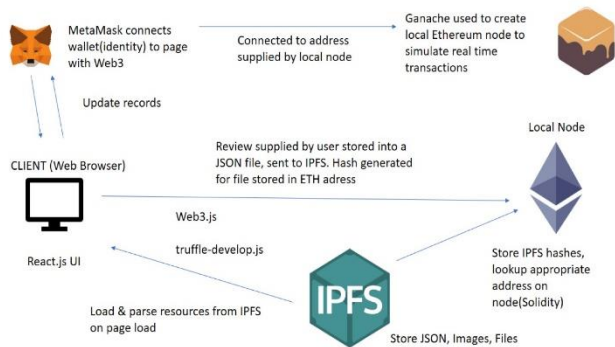 MetaMask connects
wallet(identity) to page
with Web3
Connected to address
supplied by local node
Ganache used to create
local Ethereum node to
simulate real time
transactions
Update records
Local Node
CLIENT (Web Browser)
Review supplied by user stored into a
JSON file, sent to IPFS. Hash generated
for file stored in ETH adress
Web3.js
truffle-develop.js
React.js UI
IPFS
Store IPFS hashes,
lookup appropriate
address on
node(Solidity)
Load & parse resources from IPFS
on page load
Store JSON, Images, Files